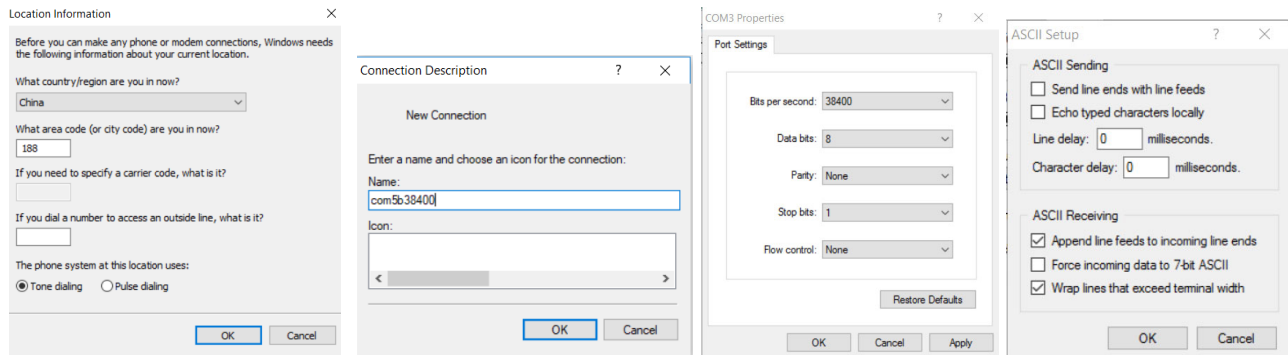 Location Information
Before you can make any phone or modem connections, Windows needs
the following information about your current location.
What country/region are you in now?
China
What area code (or city code) are you in now?
188
If you need to specify a carrier code, what is it?
If you dial a number to access an outside line, what is it?
The phone system at this location uses:
Tone dialing Pulse dialing
OK Cancel
Connection Description ?
New Connection
Enter a name and choose an icon for the connection:
Name:
com5b38400
Icon:
OK Cancel
COM3 Properties ?
Port Settings
Bits per second: 38400
Data bits: 8
Parity: None
Stop bits: 1
Flow control: None
Restore Defaults
OK Cancel Apply
ASCII Setup ?
ASCII Sending
Send line ends with line feeds
Echo typed characters locally
Line delay: 0 milliseconds.
Character delay: 0 milliseconds.
ASCII Receiving
Append line feeds to incoming line ends
Force incoming data to 7-bit ASCII
Wrap lines that exceed terminal width
OK Cancel